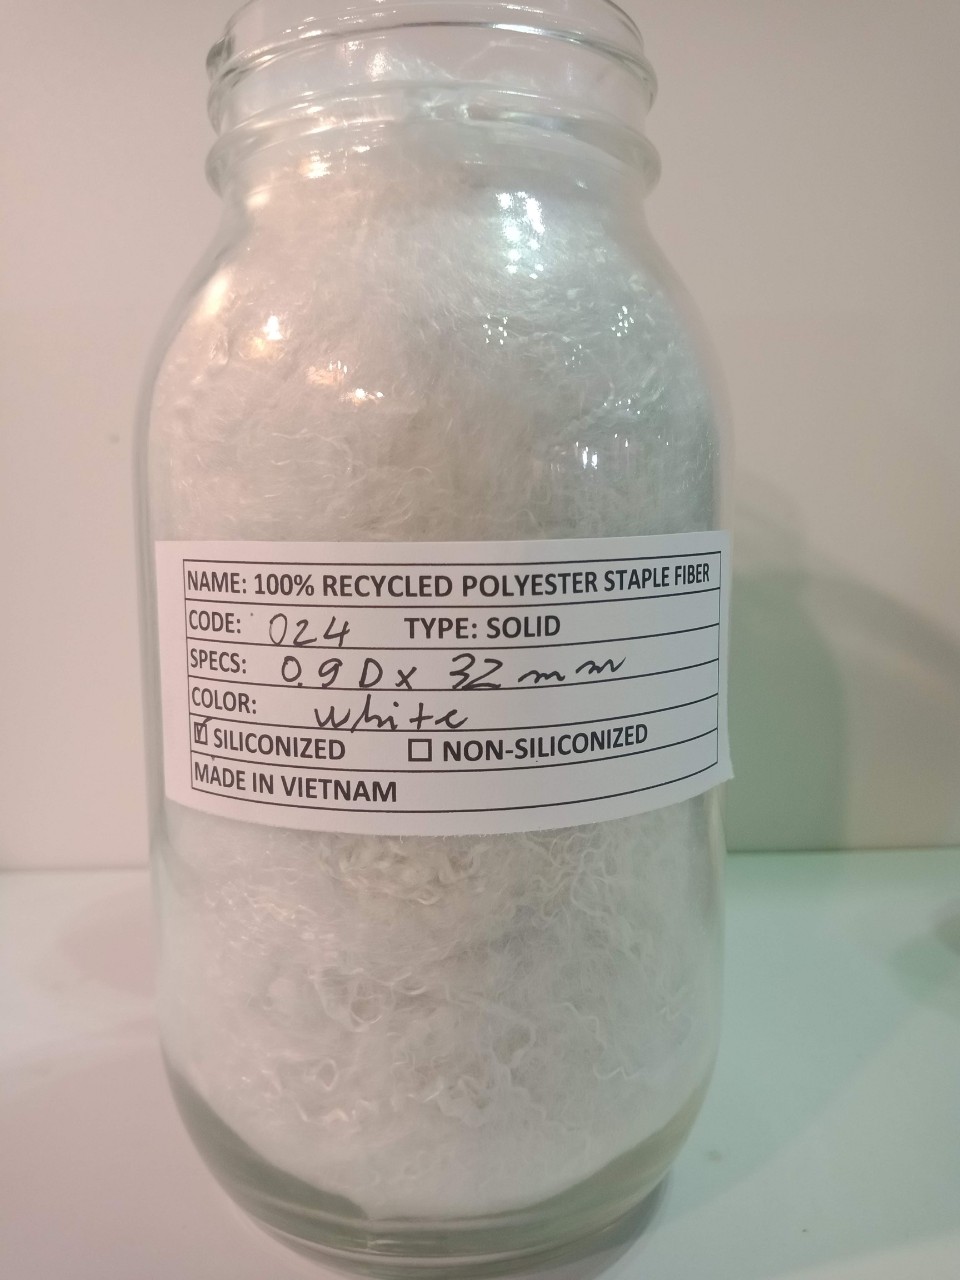 NAME: 100% RECYCLED POLYESTER STAPLE FIBER
CODE: 024 TYPE: SOLID
SPECS: 0.9 D x 32 mm
COLOR: white
☑ SILICONIZED ☐ NON-SILICONIZED
MADE IN VIETNAM